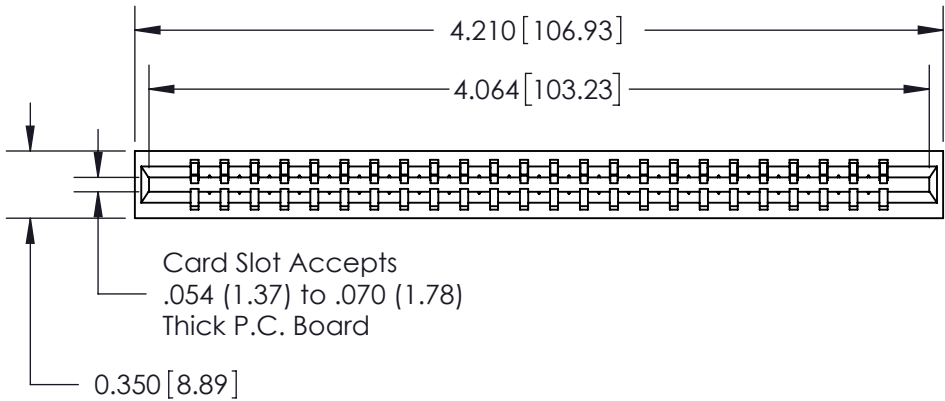 4.210 [106.93]
4.064 [103.23]
Card Slot Accepts
.054 (1.37) to .070 (1.78)
Thick P.C. Board
0.350 [8.89]